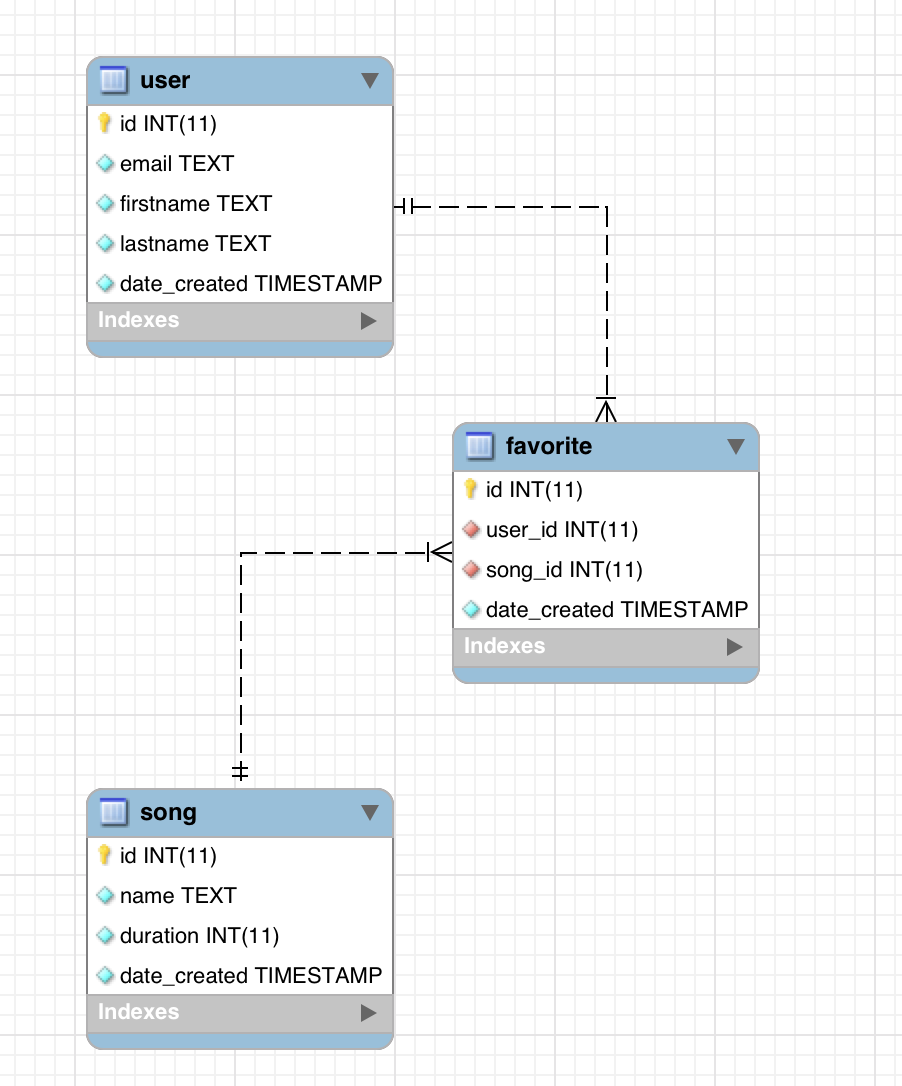 user
id INT(11)
email TEXT
firstname TEXT
lastname TEXT
date_created TIMESTAMP
Indexes
favorite
id INT(11)
user_id INT(11)
song_id INT(11)
date_created TIMESTAMP
Indexes
song
id INT(11)
name TEXT
duration INT(11)
date_created TIMESTAMP
Indexes